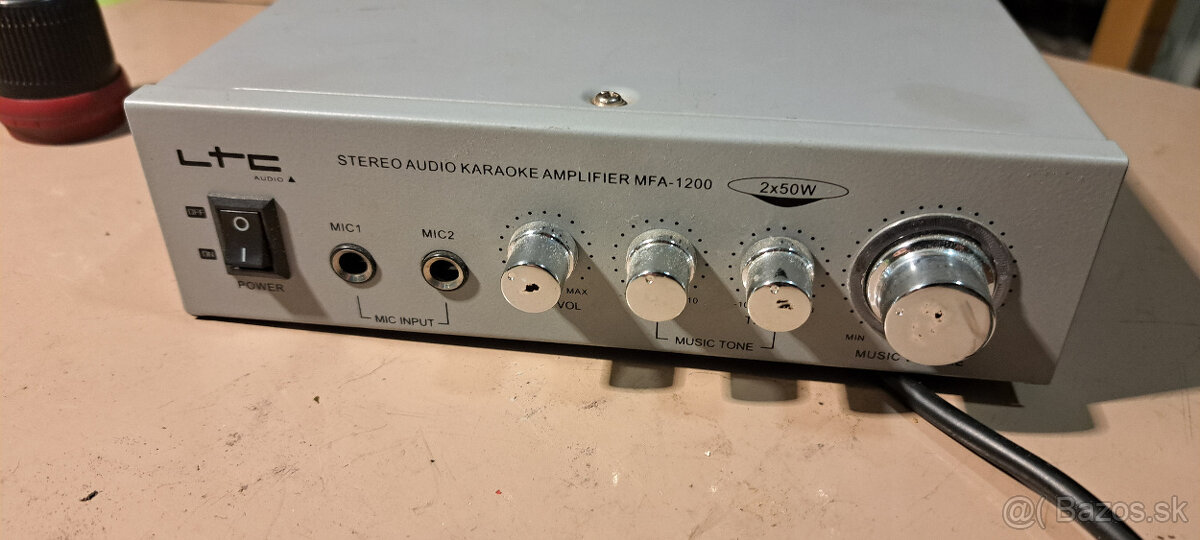 LTC
AUDIO
STEREO AUDIO KARAOKE AMPLIFIER MFA-1200
2x50W
OFF
ON
POWER
MIC1
MIC2
MIC INPUT
MAX
VOL
10
-10
MUSIC TONE
MIN
MUSIC
@( Bazos.sk